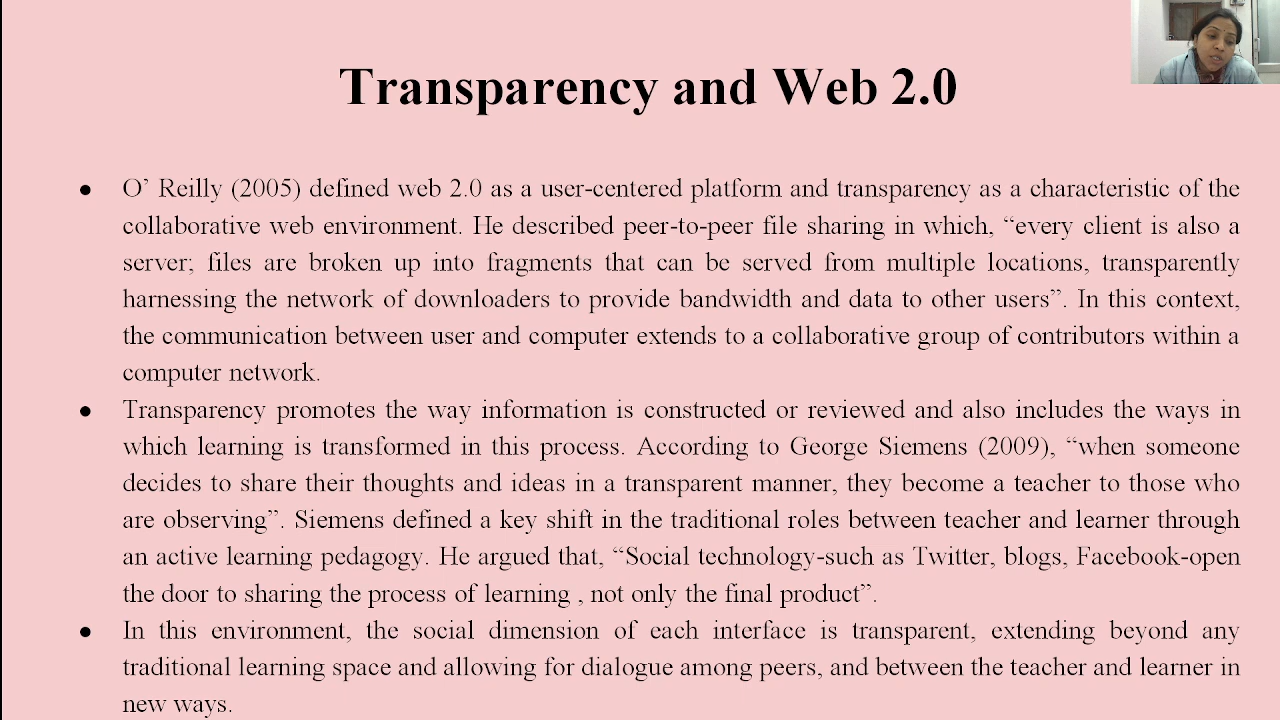 Transparency and Web 2.0
● O’ Reilly (2005) defined web 2.0 as a user-centered platform and transparency as a characteristic of the
collaborative web environment. He described peer-to-peer file sharing in which, “every client is also a
server; files are broken up into fragments that can be served from multiple locations, transparently
harnessing the network of downloaders to provide bandwidth and data to other users”. In this context,
the communication between user and computer extends to a collaborative group of contributors within a
computer network.
● Transparency promotes the way information is constructed or reviewed and also includes the ways in
which learning is transformed in this process. According to George Siemens (2009), “when someone
decides to share their thoughts and ideas in a transparent manner, they become a teacher to those who
are observing”. Siemens defined a key shift in the traditional roles between teacher and learner through
an active learning pedagogy. He argued that, “Social technology-such as Twitter, blogs, Facebook-open
the door to sharing the process of learning , not only the final product”.
● In this environment, the social dimension of each interface is transparent, extending beyond any
traditional learning space and allowing for dialogue among peers, and between the teacher and learner in
new ways.